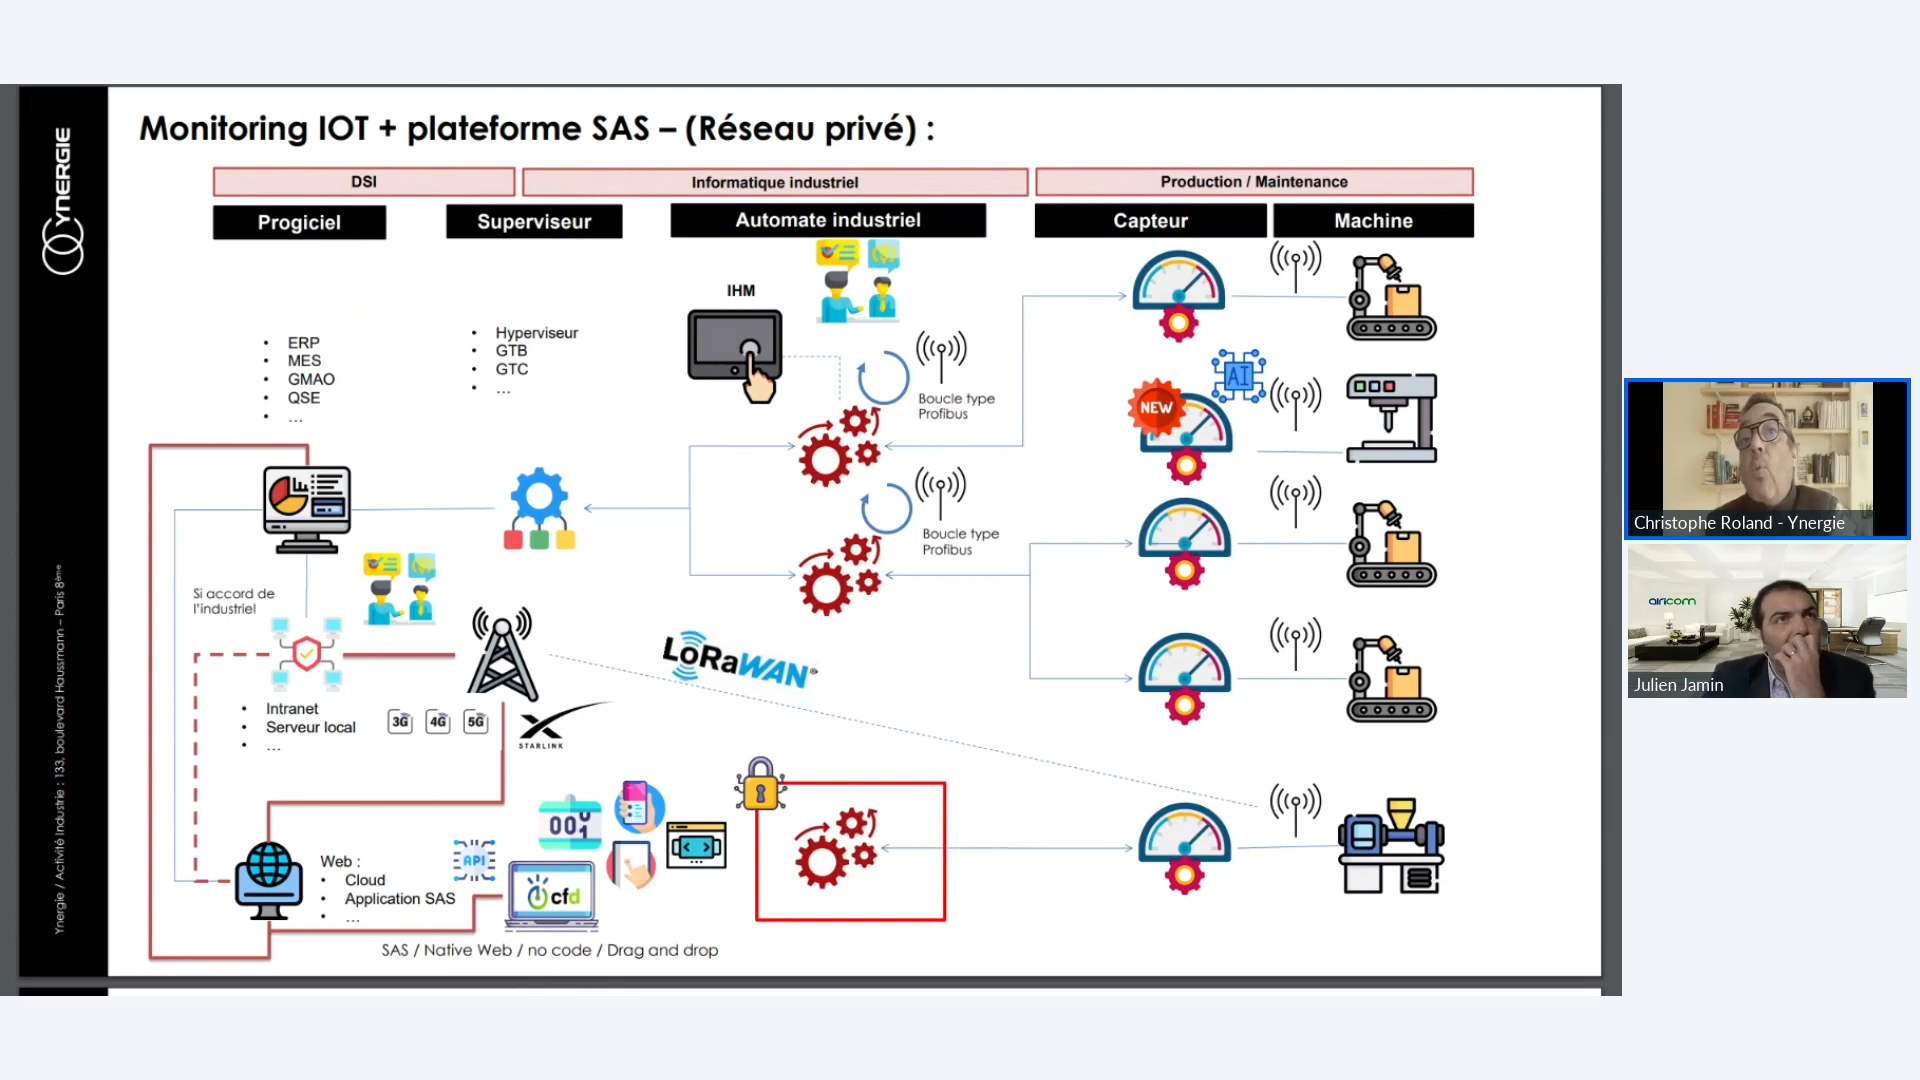 Monitoring IOT + plateforme SAS – (Réseau privé) :
YNERGIE
Ynergie / Activité Industrie : 133, boulevard Haussmann – Paris 8ème
DSI
Informatique industriel
Production / Maintenance
Progiciel
Superviseur
Automate industriel
Capteur
Machine
IHM
• ERP
• MES
• GMAO
• QSE
• ...
• Hyperviseur
• GTB
• GTC
• ...
Boucle type
Profibus
AI
NEW
Boucle type
Profibus
Si accord de
l'industriel
LoRaWAN
• Intranet
• Serveur local
• ...
3G
4G
5G
STARLINK
Web :
• Cloud
• Application SAS
• ...
API
001
cfd
SAS / Native Web / no code / Drag and drop
Christophe Roland - Ynergie
airicom
Julien Jamin